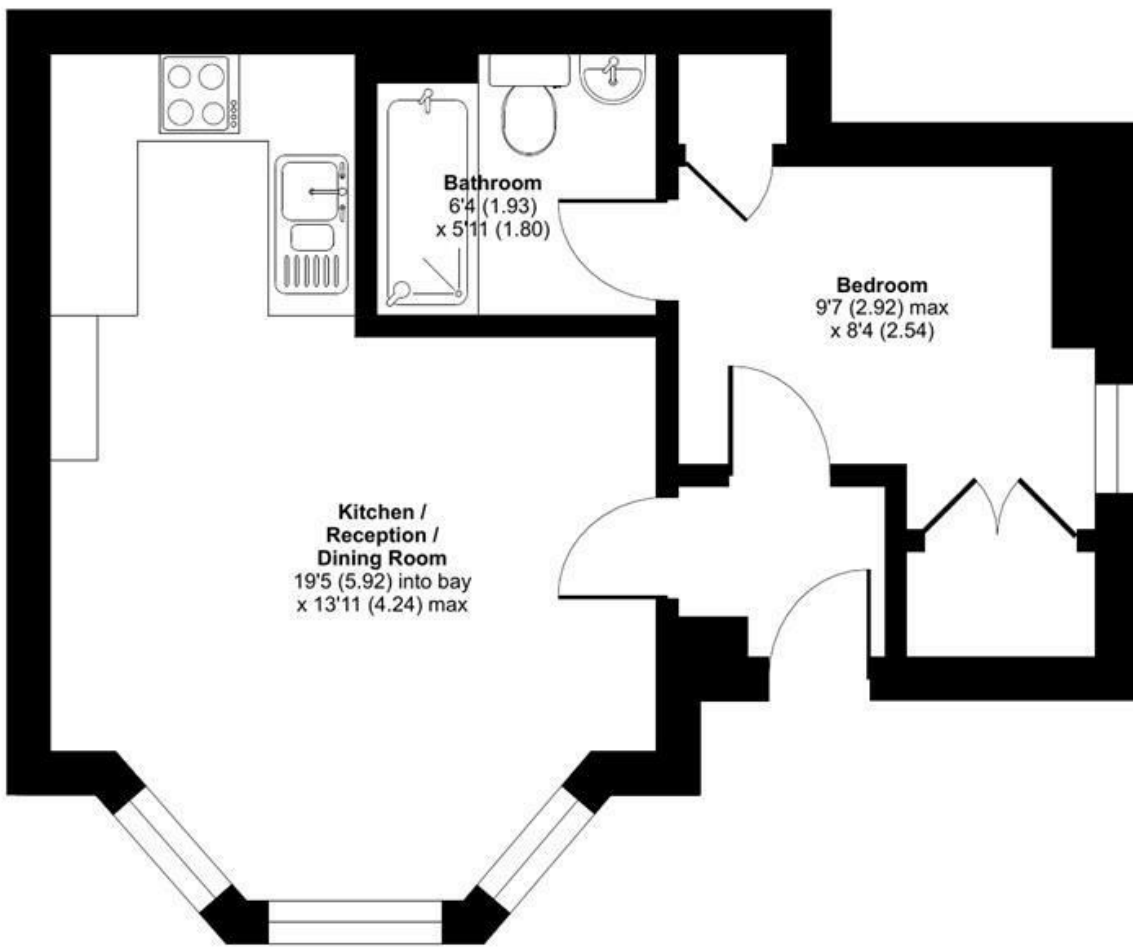 Bathroom
6'4 (1.93)
x 5'11 (1.80)
Bedroom
9'7 (2.92) max
x 8'4 (2.54)
Kitchen /
Reception /
Dining Room
19'5 (5.92) into bay
x 13'11 (4.24) max